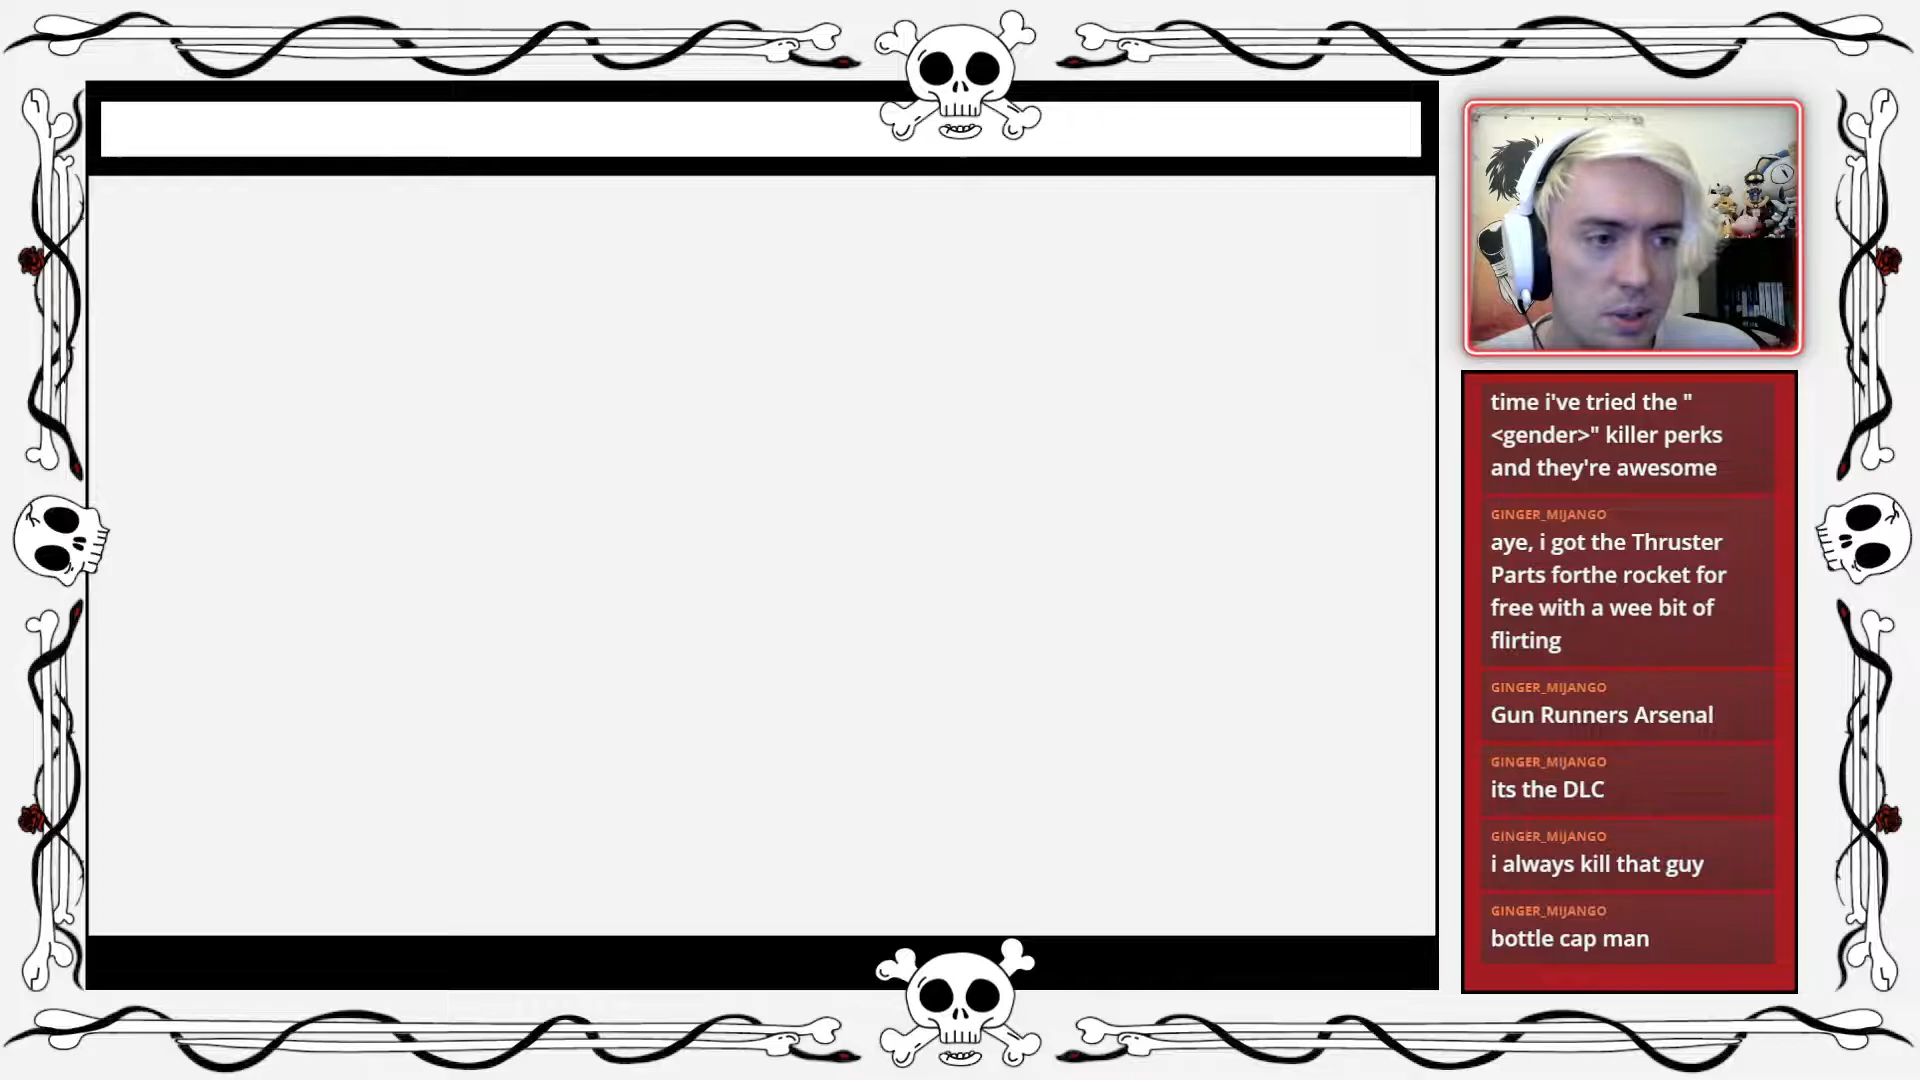 time i've tried the "
<gender>" killer perks
and they're awesome
GINGER_MIJANGO
aye, i got the Thruster
Parts forthe rocket for
free with a wee bit of
flirting
GINGER_MIJANGO
Gun Runners Arsenal
GINGER_MIJANGO
its the DLC
GINGER_MIJANGO
i always kill that guy
GINGER_MIJANGO
bottle cap man